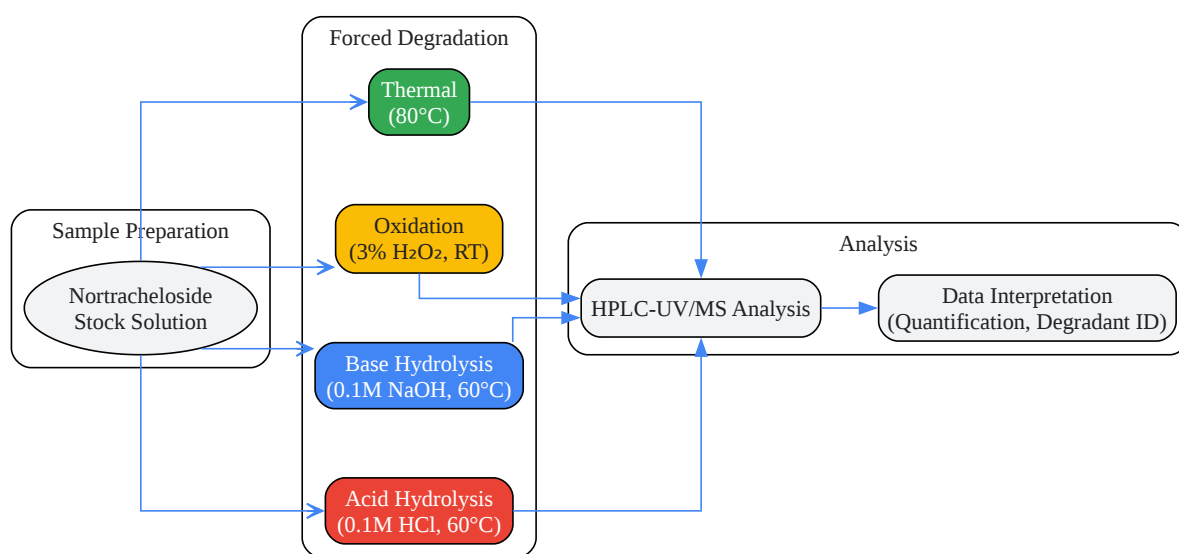 Forced Degradation
Thermal
(80°C)
Sample Preparation
Nortracheloside
Stock Solution
Oxidation
(3% H₂O₂, RT)
Base Hydrolysis
(0.1M NaOH, 60°C)
Acid Hydrolysis
(0.1M HCl, 60°C)
Analysis
HPLC-UV/MS Analysis
Data Interpretation
(Quantification, Degradant ID)